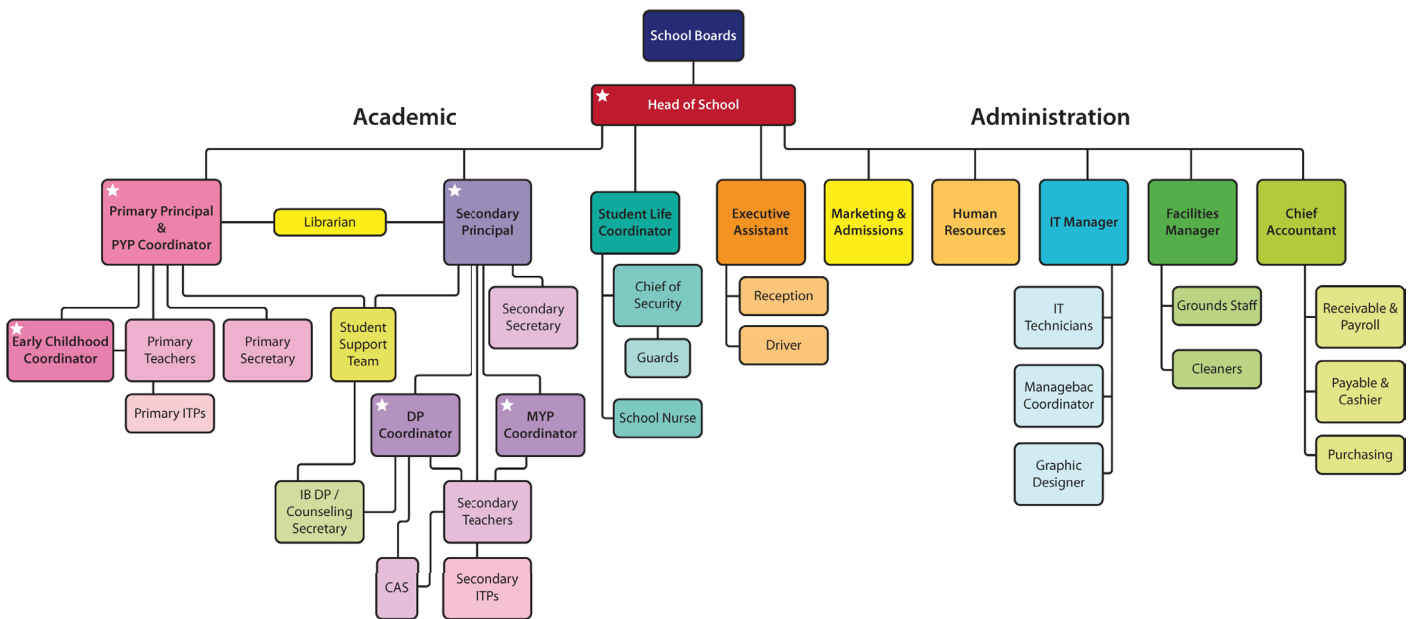 School Boards
Head of School
Academic
Administration
Primary Principal
&
PYP Coordinator
Librarian
Secondary
Principal
Student Life
Coordinator
Executive
Assistant
Marketing &
Admissions
Human
Resources
IT Manager
Facilities
Manager
Chief
Accountant
Early Childhood
Coordinator
Primary
Teachers
Primary
Secretary
Student
Support
Team
Secondary
Secretary
Chief of
Security
Guards
School Nurse
Reception
Driver
IT
Technicians
Managebac
Coordinator
Graphic
Designer
Grounds Staff
Cleaners
Receivable &
Payroll
Payable &
Cashier
Purchasing
Primary ITPs
DP
Coordinator
MYP
Coordinator
IB DP /
Counseling
Secretary
Secondary
Teachers
CAS
Secondary
ITPs